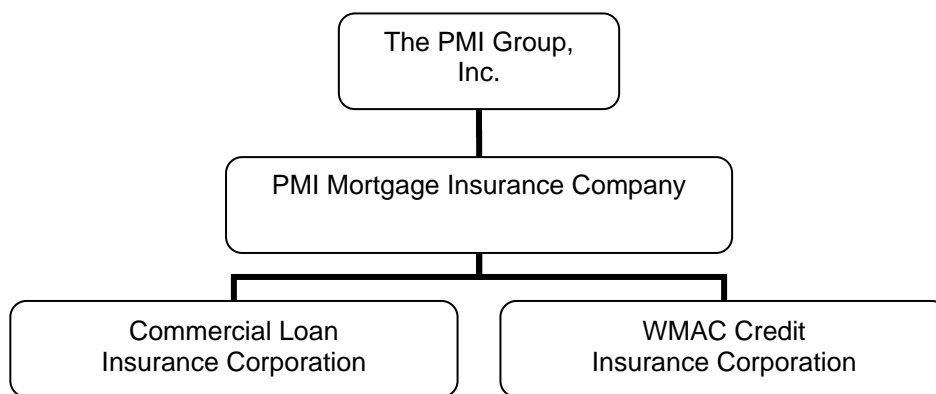 The PMI Group,
Inc.
PMI Mortgage Insurance Company
Commercial Loan
Insurance Corporation
WMAC Credit
Insurance Corporation